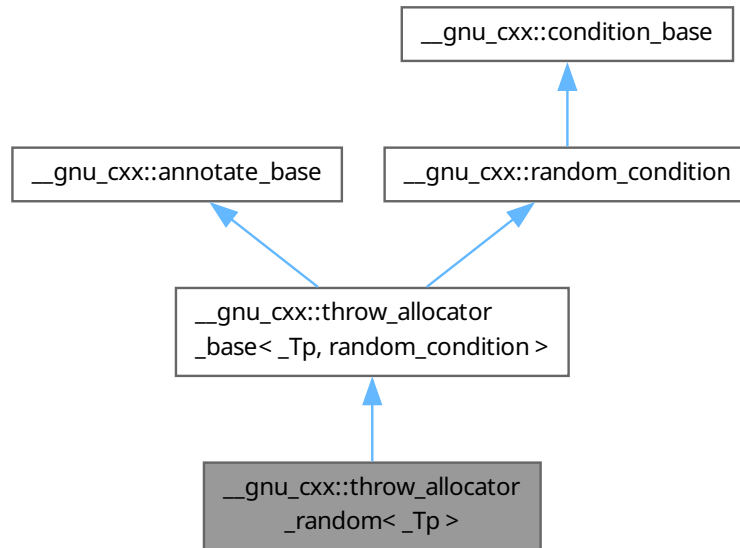 __gnu_cxx::condition_base
__gnu_cxx::annotate_base
__gnu_cxx::random_condition
__gnu_cxx::throw_allocator
_base< _Tp, random_condition >
__gnu_cxx::throw_allocator
_random< _Tp >